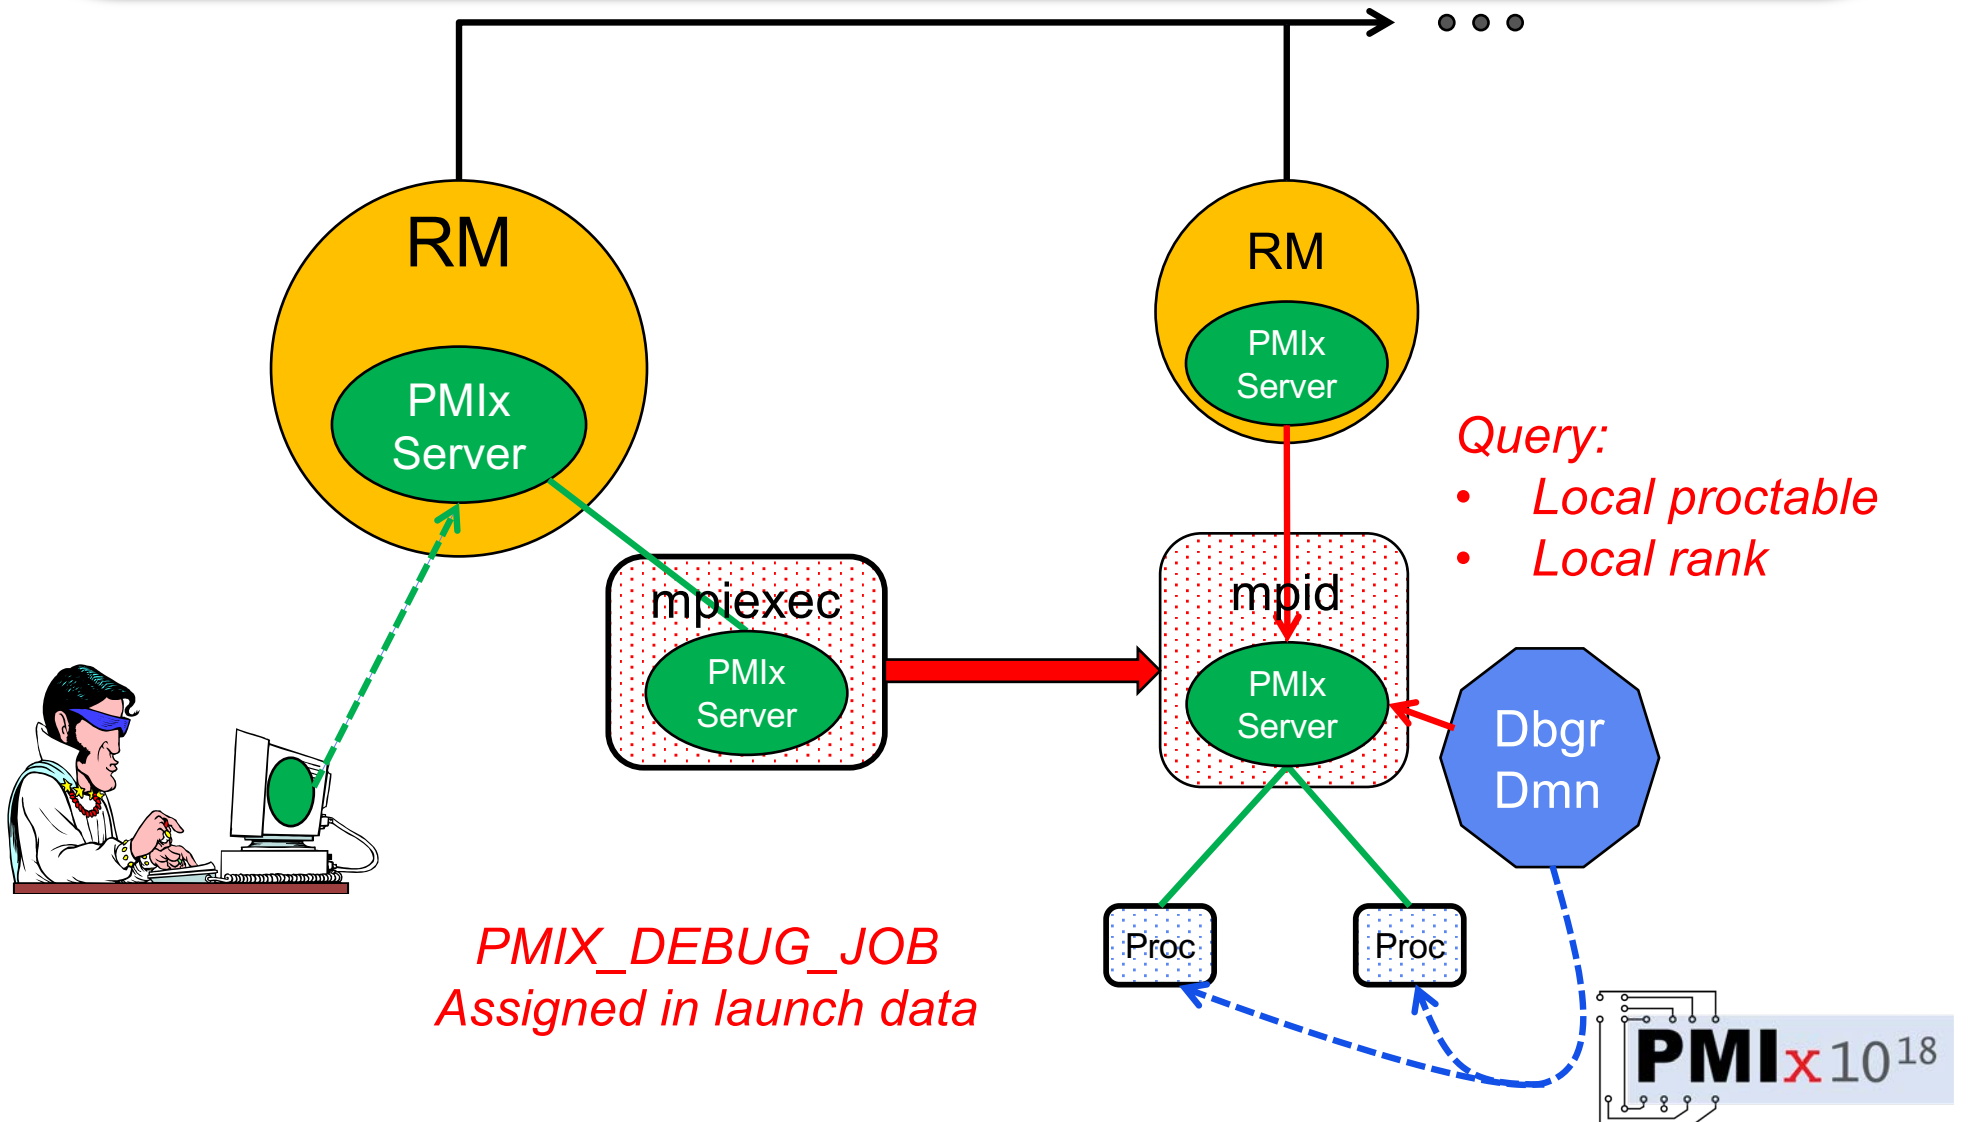 RM
PMIx
Server
RM
PMIx
Server
Query:
• Local proctable
• Local rank
mpiexec
PMIx
Server
mpid
PMIx
Server
Dbgr
Dmn
Proc
Proc
PMIX_DEBUG_JOB
Assigned in launch data
PMIx 10^18